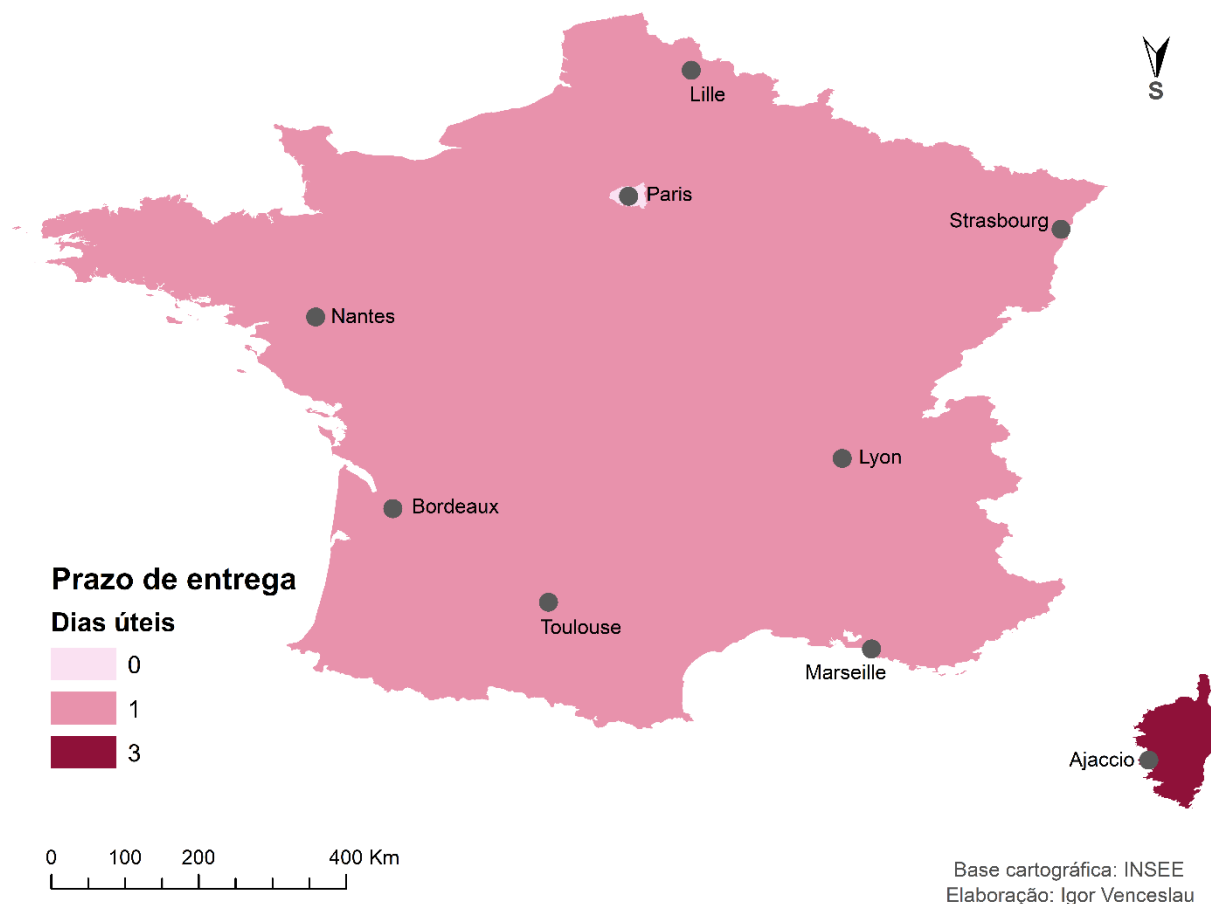 Lille
S
Paris
Strasbourg
Nantes
Lyon
Bordeaux
Prazo de entrega
Dias úteis
0
1
3
Toulouse
Marseille
Ajaccio
0 100 200 400 Km
Base cartográfica: INSEE
Elaboração: Igor Venceslau